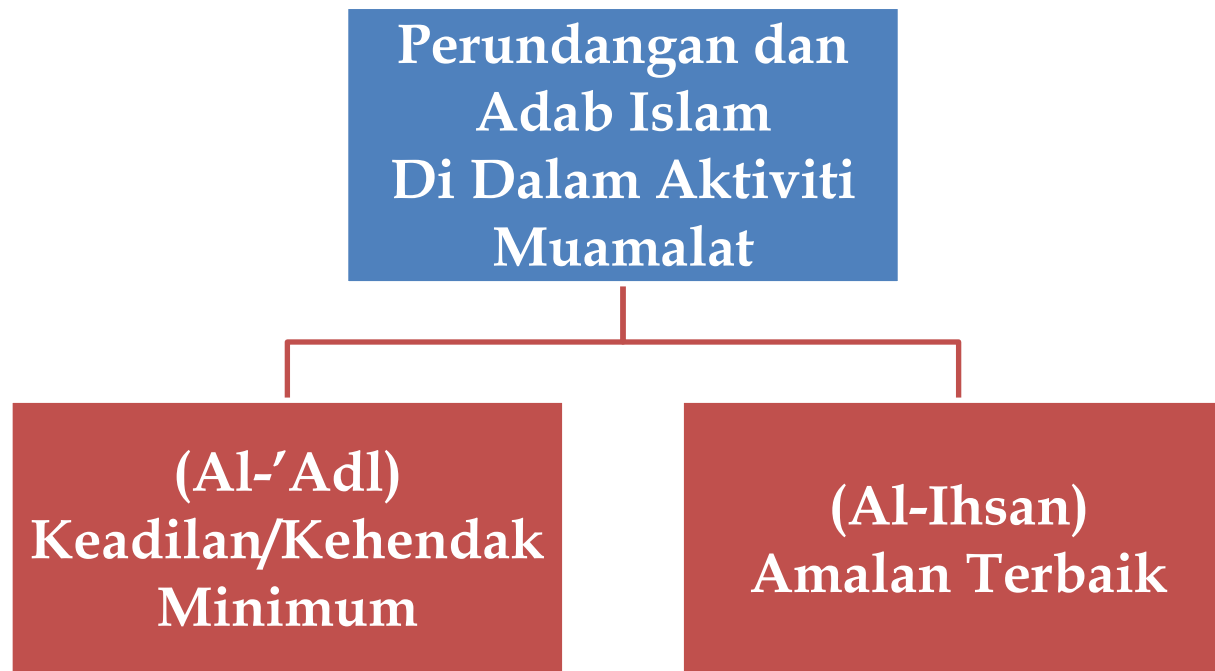 Perundangan dan
Adab Islam
Di Dalam Aktiviti
Muamalat
(Al-’Adl)
Keadilan/Kehendak
Minimum
(Al-Ihsan)
Amalan Terbaik